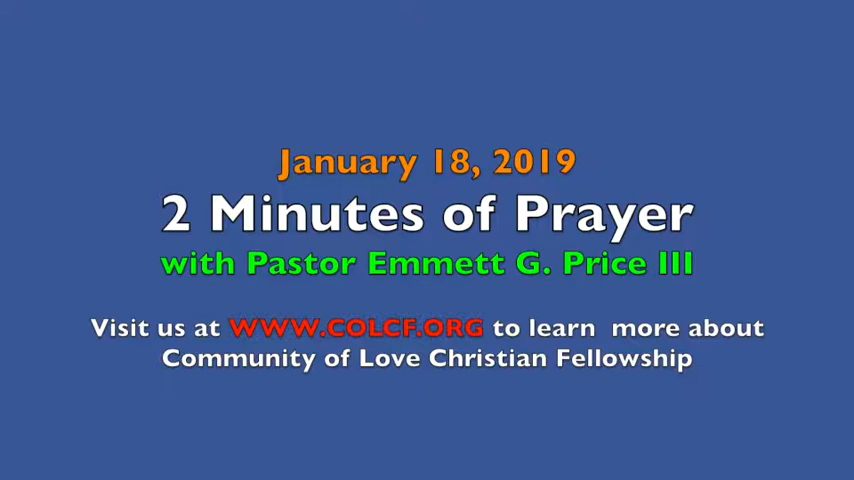 January 18, 2019
2 Minutes of Prayer
with Pastor Emmett G. Price III
Visit us at WWW.COLCF.ORG to learn  more about
Community of Love Christian Fellowship